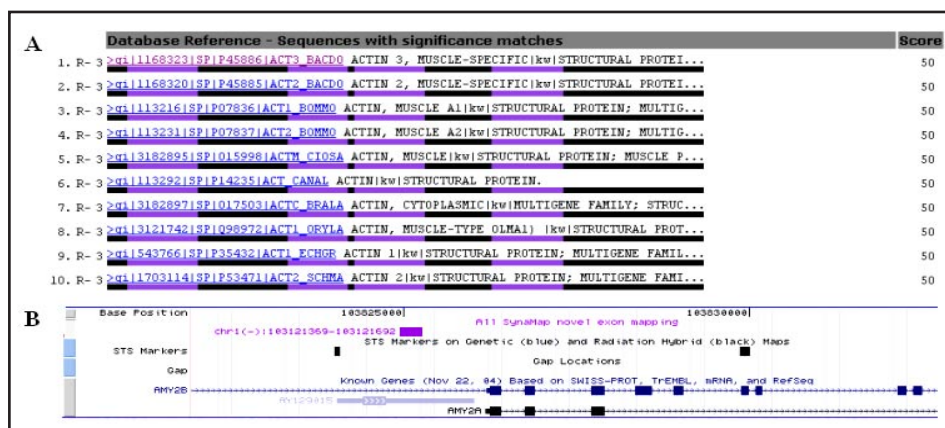 A
Database Reference - Sequences with significance matches Score
1. R- 3 >gi|1168323|SP|P45886|ACT3_BACDO ACTIN 3, MUSCLE-SPECIFIC|kw|STRUCTURAL PROTEI... 50
2. R- 3 >gi|1168320|SP|P45885|ACT2_BACDO ACTIN 2, MUSCLE-SPECIFIC|kw|STRUCTURAL PROTEI... 50
3. R- 3 >gi|113216|SP|P07836|ACT1_BOMMO ACTIN, MUSCLE A1|kw|STRUCTURAL PROTEIN; MULTIG... 50
4. R- 3 >gi|113231|SP|P07837|ACT2_BOMMO ACTIN, MUSCLE A2|kw|STRUCTURAL PROTEIN; MULTIG... 50
5. R- 3 >gi|3182895|SP|O15998|ACTM_CIOSA ACTIN, MUSCLE|kw|STRUCTURAL PROTEIN; MUSCLE P... 50
6. R- 3 >gi|113292|SP|P14235|ACT_CANAL ACTIN|kw|STRUCTURAL PROTEIN. 50
7. R- 3 >gi|3182897|SP|O17503|ACTC_BRALA ACTIN, CYTOPLASMIC|kw|MULTIGENE FAMILY; STRUC... 50
8. R- 3 >gi|3121742|SP|Q98972|ACT1_ORYLA ACTIN, MUSCLE-TYPE OLMA1) |kw|STRUCTURAL PROT... 50
9. R- 3 >gi|543766|SP|P35432|ACT1_ECHGR ACTIN 1|kw|STRUCTURAL PROTEIN; MULTIGENE FAMIL... 50
10. R- 3 >gi|1703114|SP|P53471|ACT2_SCHMA ACTIN 2|kw|STRUCTURAL PROTEIN; MULTIGENE FAMI... 50
B
Base Position 103825000| 103830000|
All SynaMap novel exon mapping
chr1(-)|103121369-103121692
STS Markers on Genetic (blue) and Radiation Hybrid (black) Maps
STS Markers
Gap Locations
Gap
Known Genes (Nov 22, 04) Based on SWISS-PROT, TrEMBL, mRNA, and RefSeq
AMY2B
AY129015
AMY2A